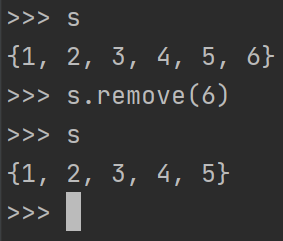 >>> s
{1, 2, 3, 4, 5, 6}
>>> s.remove(6)
>>> s
{1, 2, 3, 4, 5}
>>>